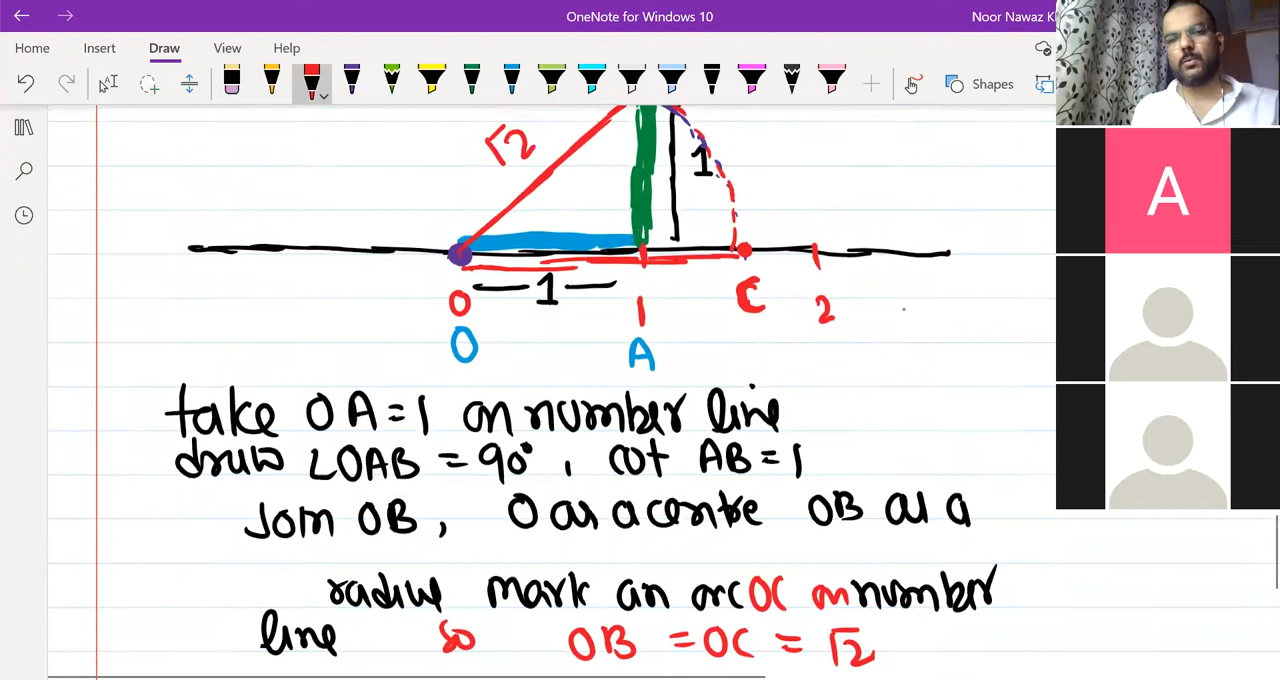 OneNote for Windows 10
Noor Nawaz K
Home Insert Draw View Help
Shapes
A
√2
1
1
0 1 C 2
O A
take OA=1 on number line
draw ∠OAB = 90°, cot AB=1
Join OB, O as a centre OB as a
radius mark an arc OC on number
line so OB = OC = √2